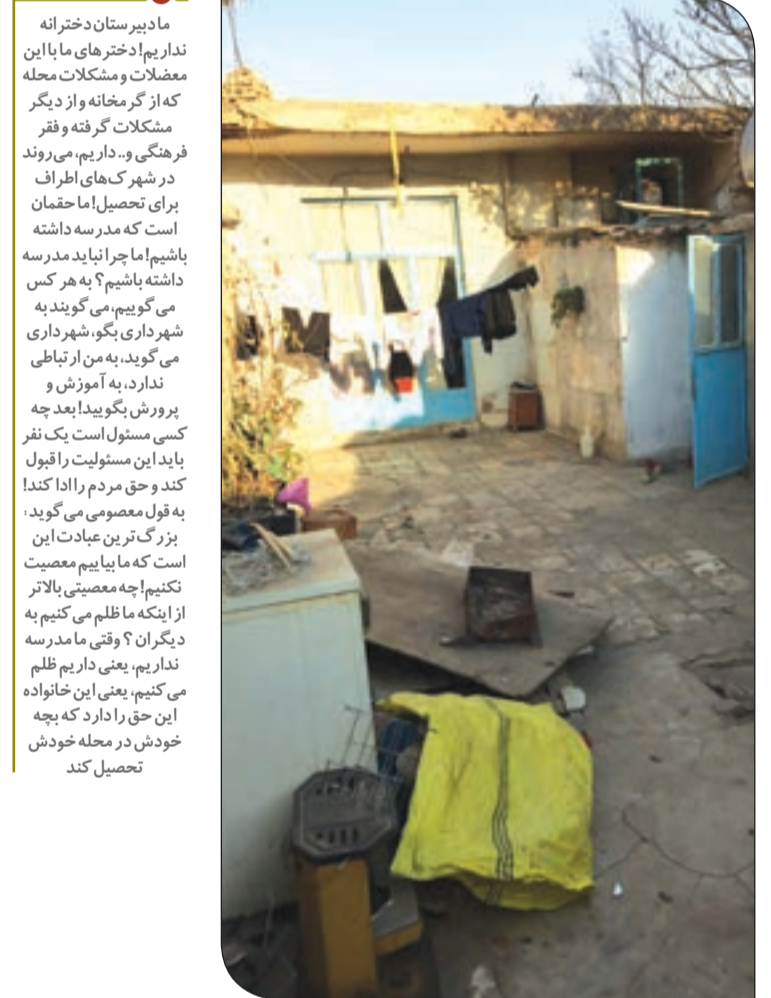 ما دبیرستان دخترانه
نداریم! دخترهای ما با این
معضلات و مشکلات محله
که از گرمخانه و از دیگر
مشکلات گرفته و فقر
فرهنگی و.. داریم، می‌روند
در شهرک‌های اطراف
برای تحصیل! ما حقمان
است که مدرسه داشته
باشیم! ما چرا نباید مدرسه
داشته باشیم؟ به هر کس
می گوییم، می گویند به
شهرداری بگو، شهرداری
می گوید، به من ارتباطی
ندارد، به آموزش و
پرورش بگویید! بعد چه
کسی مسئول است یک نفر
باید این مسئولیت را قبول
کند و حق مردم را ادا کند!
به قول معصومی می گوید :
بزرگ‌ترین عبادت این
است که ما بیاییم معصیت
نکنیم! چه معصیتی بالاتر
از اینکه ما ظلم می کنیم به
دیگران؟ وقتی ما مدرسه
نداریم، یعنی داریم ظلم
می کنیم، یعنی این خانواده
این حق را دارد که بچه
خودش در محله خودش
تحصیل کند